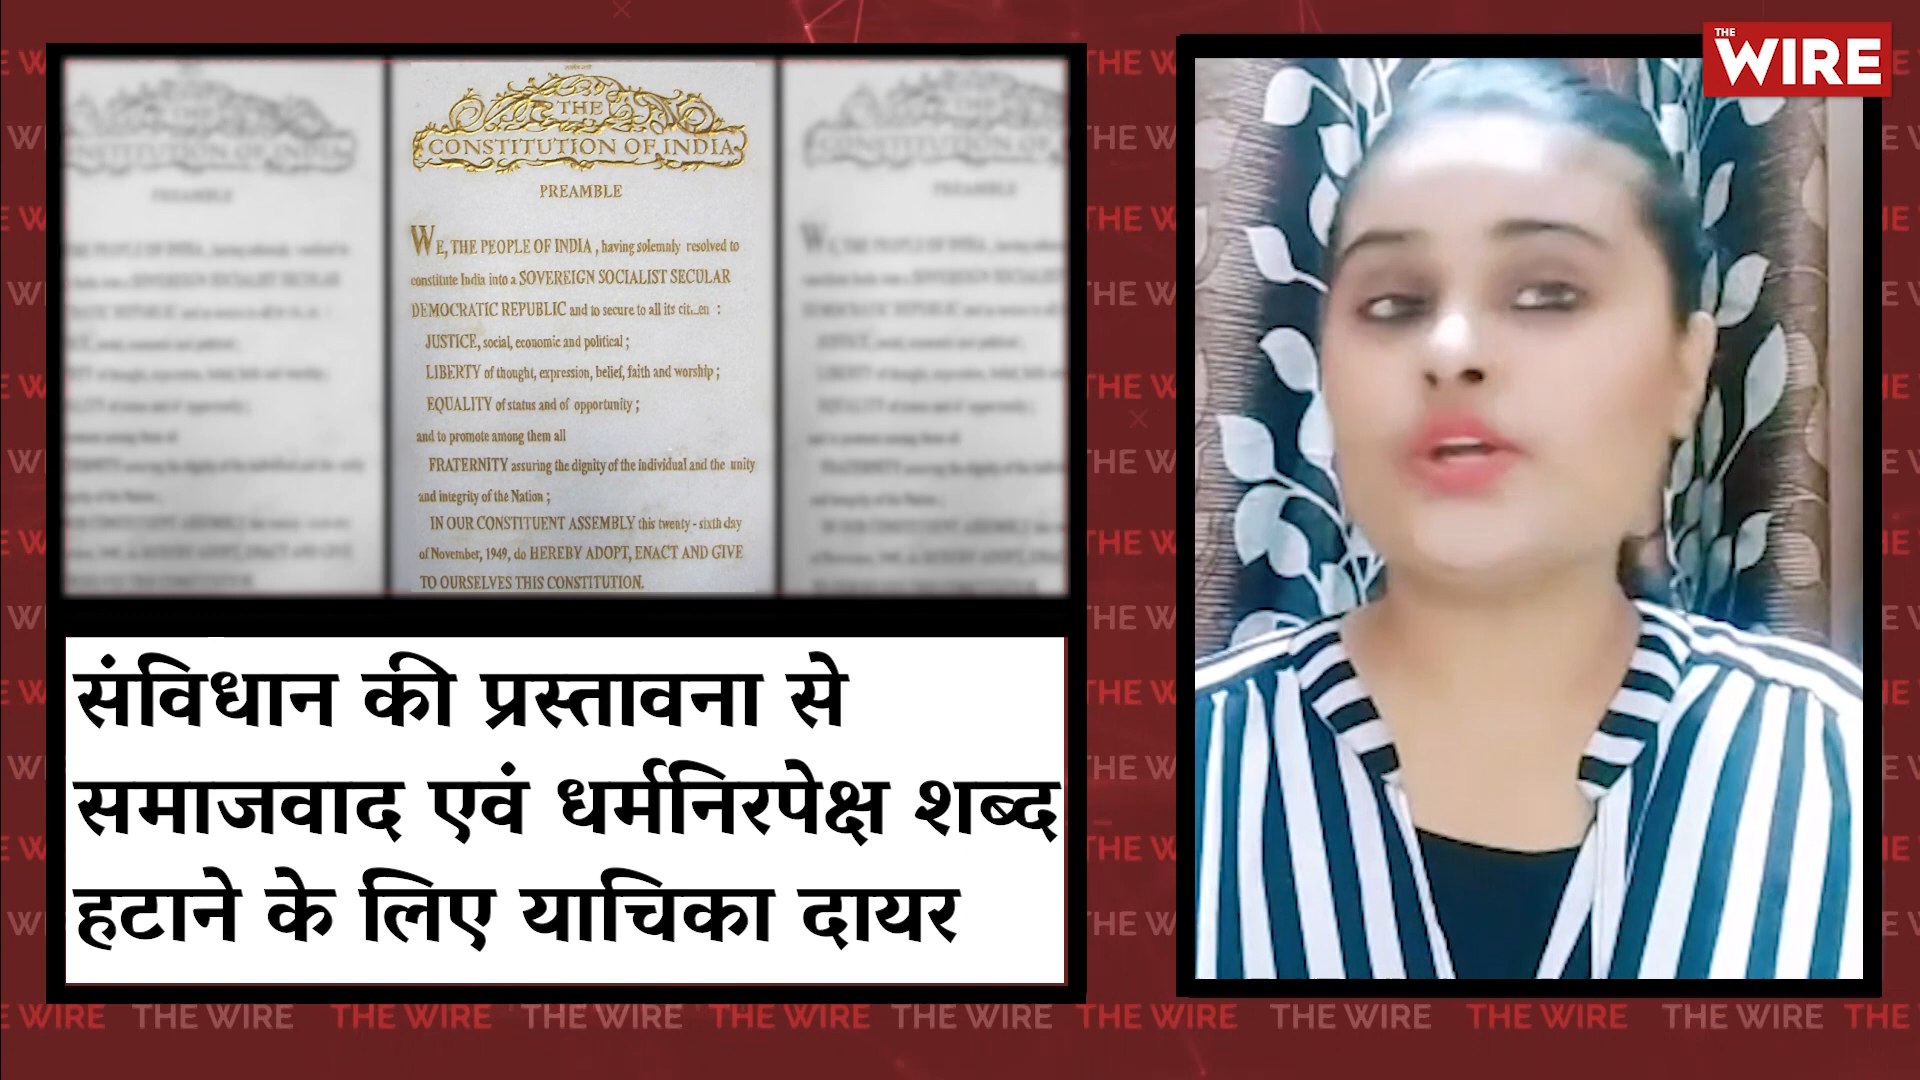 THE
WIRE
THE
CONSTITUTION OF INDIA
PREAMBLE
WE, THE PEOPLE OF INDIA , having solemnly resolved to
constitute India into a SOVEREIGN SOCIALIST SECULAR
DEMOCRATIC REPUBLIC and to secure to all its cit...en :
JUSTICE, social, economic and political ;
LIBERTY of thought, expression, belief, faith and worship ;
EQUALITY of status and of opportunity ;
and to promote among them all
FRATERNITY assuring the dignity of the individual and the unity
and integrity of the Nation ;
IN OUR CONSTITUENT ASSEMBLY this twenty - sixth day
of November, 1949, do HEREBY ADOPT, ENACT AND GIVE
TO OURSELVES THIS CONSTITUTION.
संविधान की प्रस्तावना से
समाजवाद एवं धर्मनिरपेक्ष शब्द
हटाने के लिए याचिका दायर
THE WIRE THE WIRE THE WIRE THE WIRE THE WIRE THE WIRE THE WIRE THE WIRE THE WIRE THE WIRE THE